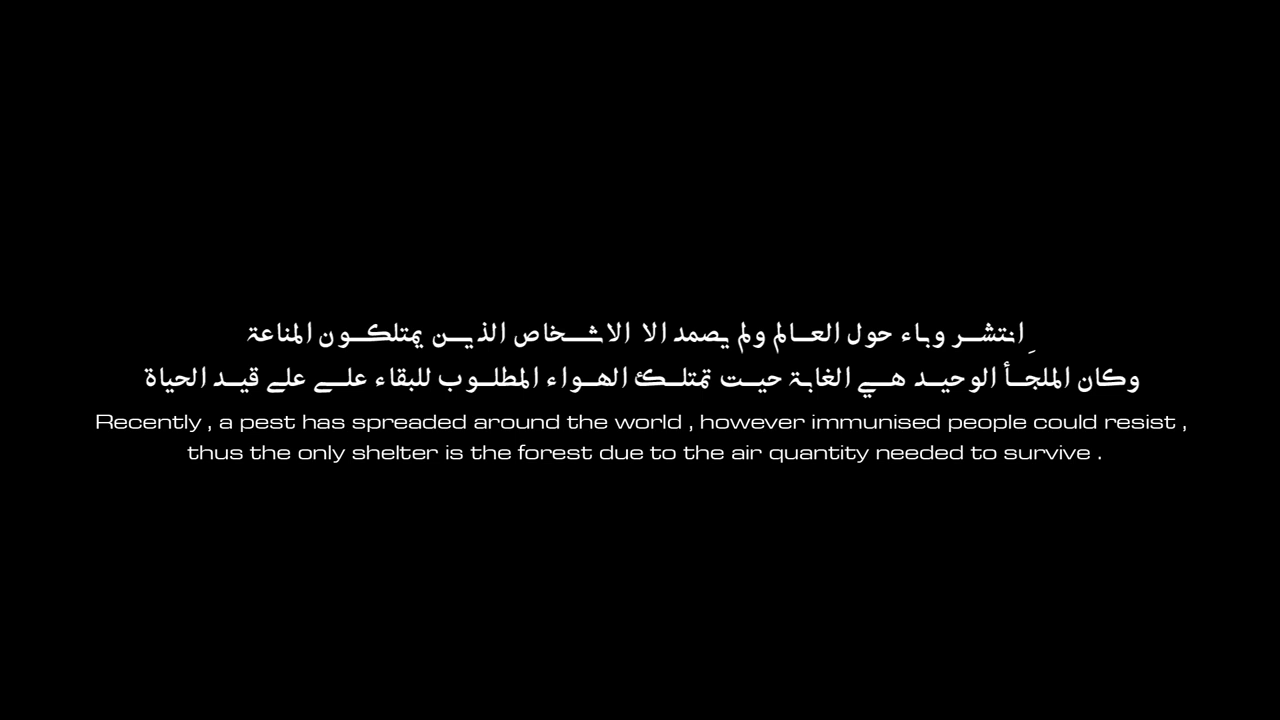 انتشر وباء حول العالم ولم يصمد الا الاشخاص الذين يمتلكون المناعة
وكان الملجأ الوحيد هي الغابة حيت تمتلك الهواء المطلوب للبقاء على على قيد الحياة
Recently , a pest has spreaded around the world , however immunised people could resist ,
thus the only shelter is the forest due to the air quantity needed to survive .